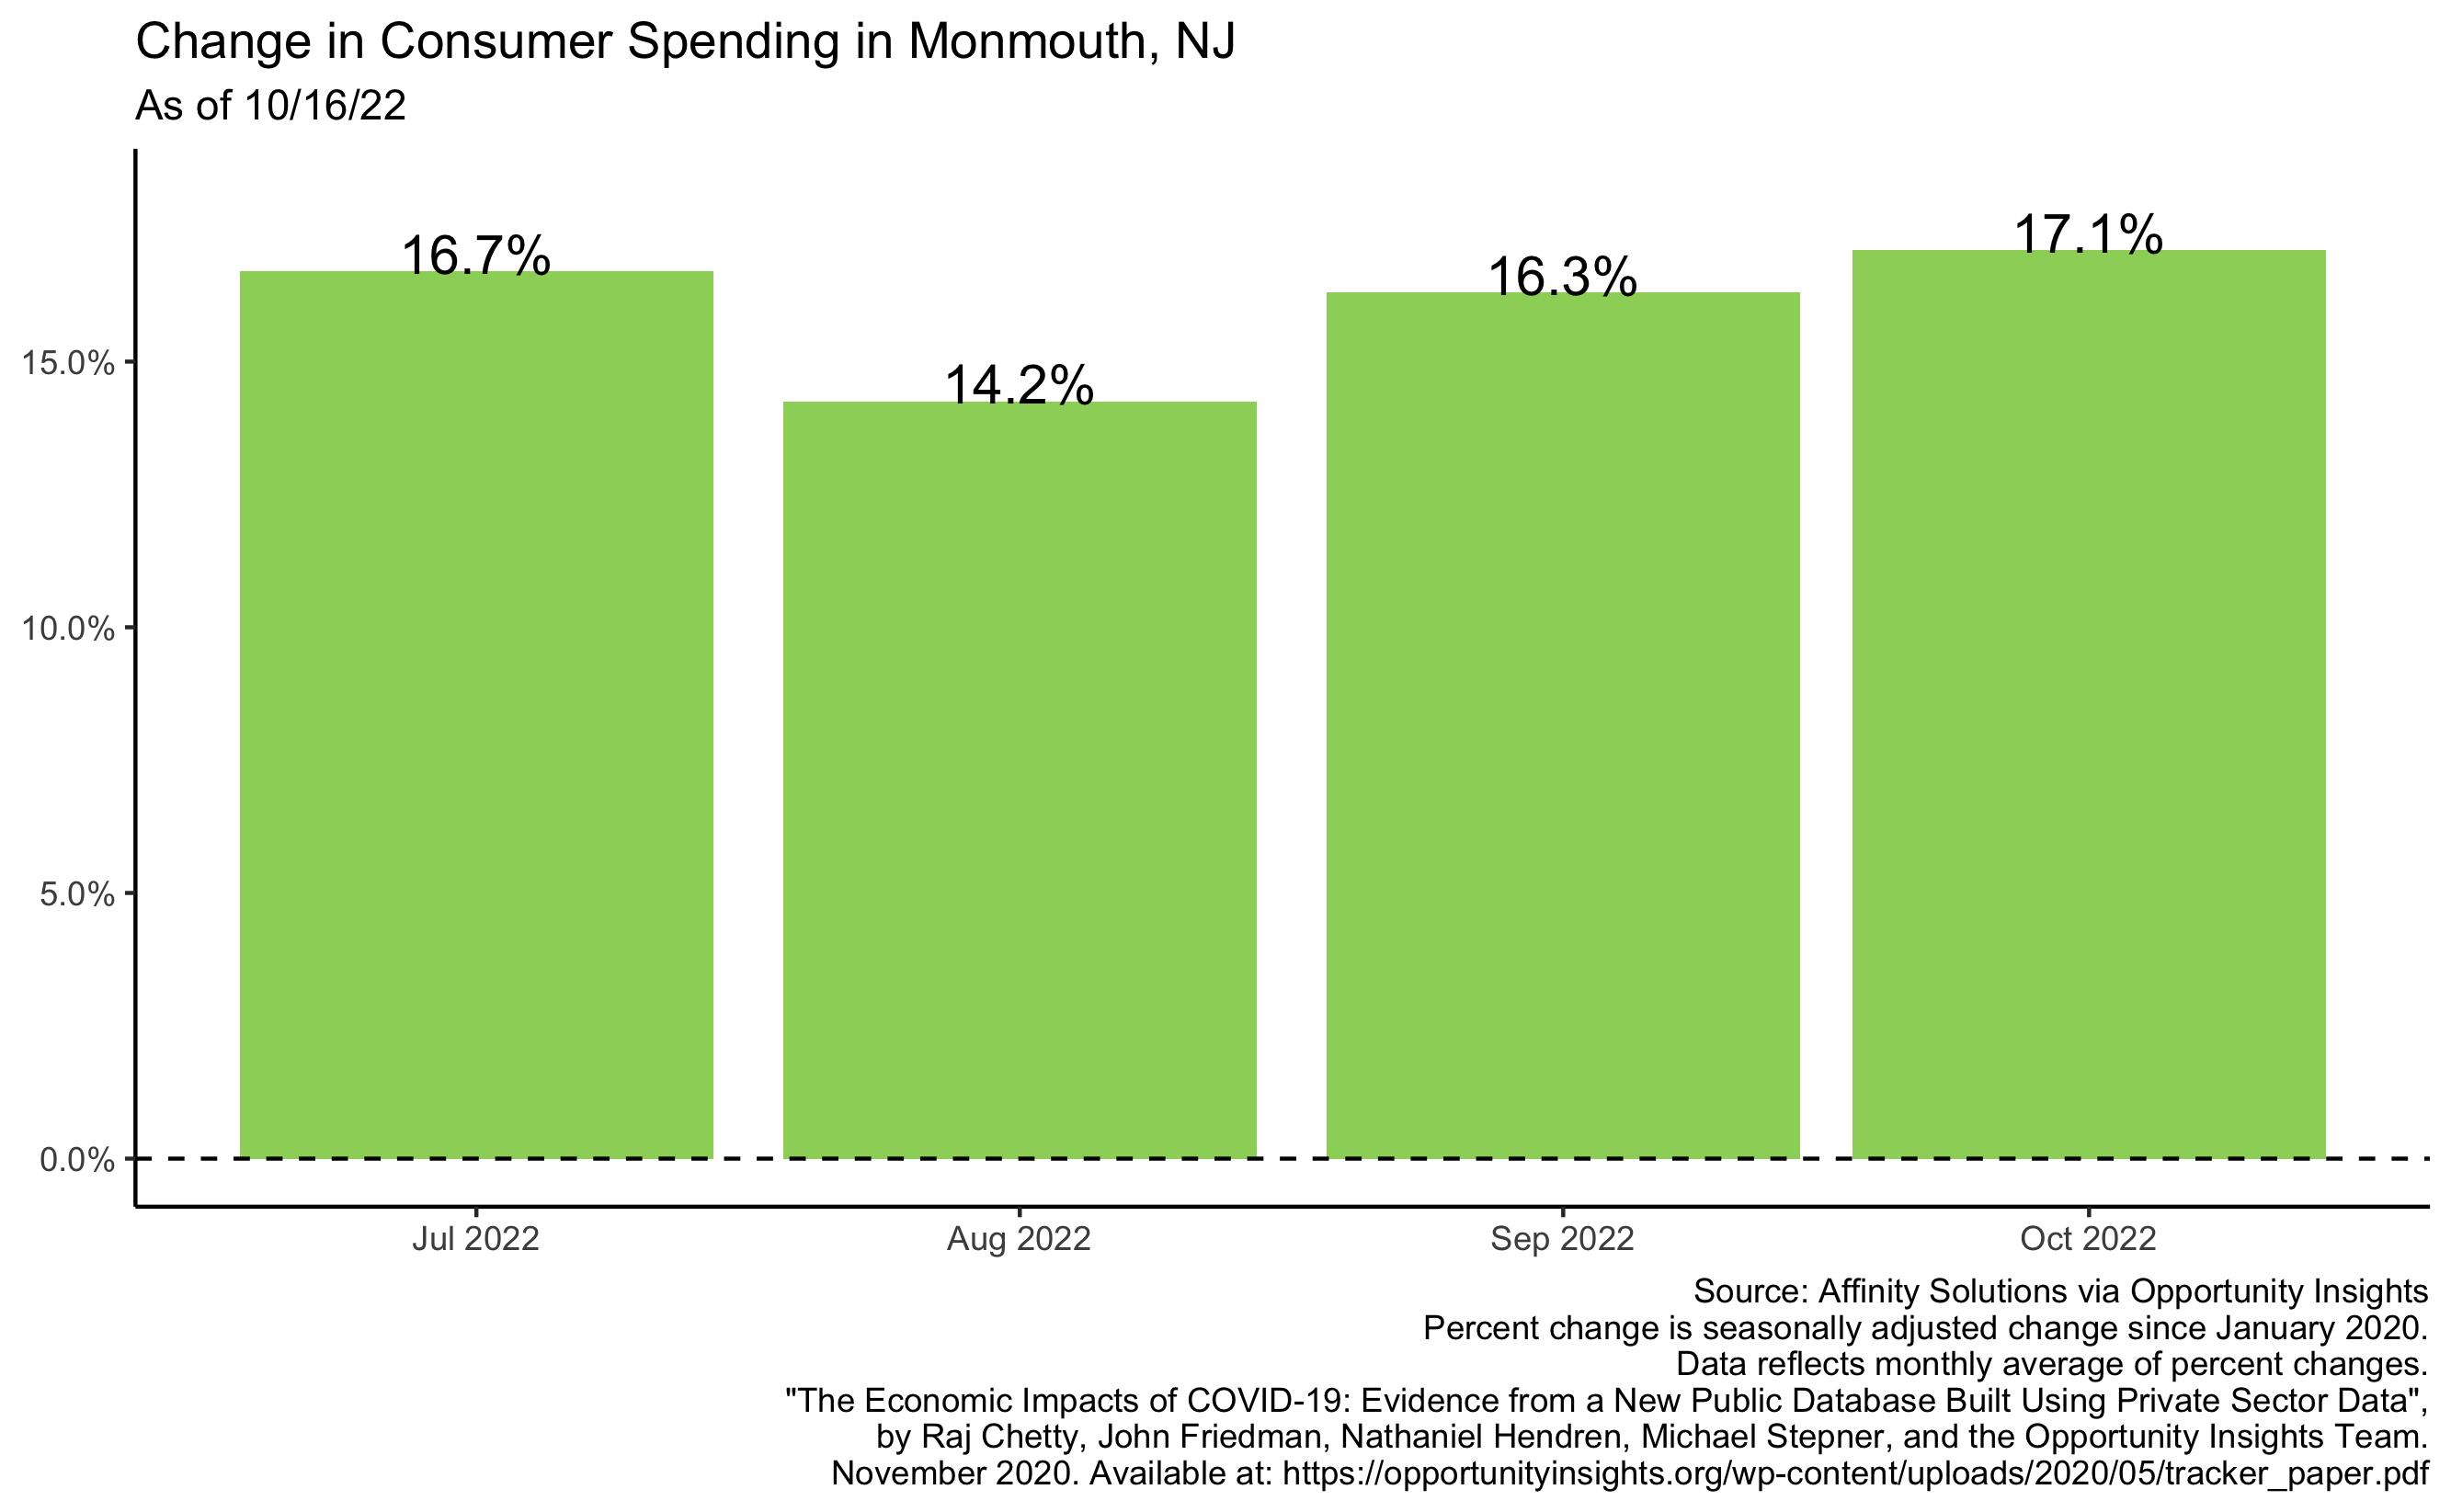 Change in Consumer Spending in Monmouth, NJ
As of 10/16/22
16.7%
14.2%
16.3%
17.1%
15.0%
10.0%
5.0%
0.0%
Jul 2022
Aug 2022
Sep 2022
Oct 2022
Source: Affinity Solutions via Opportunity Insights
Percent change is seasonally adjusted change since January 2020.
Data reflects monthly average of percent changes.
"The Economic Impacts of COVID-19: Evidence from a New Public Database Built Using Private Sector Data",
by Raj Chetty, John Friedman, Nathaniel Hendren, Michael Stepner, and the Opportunity Insights Team.
November 2020. Available at: https://opportunityinsights.org/wp-content/uploads/2020/05/tracker_paper.pdf